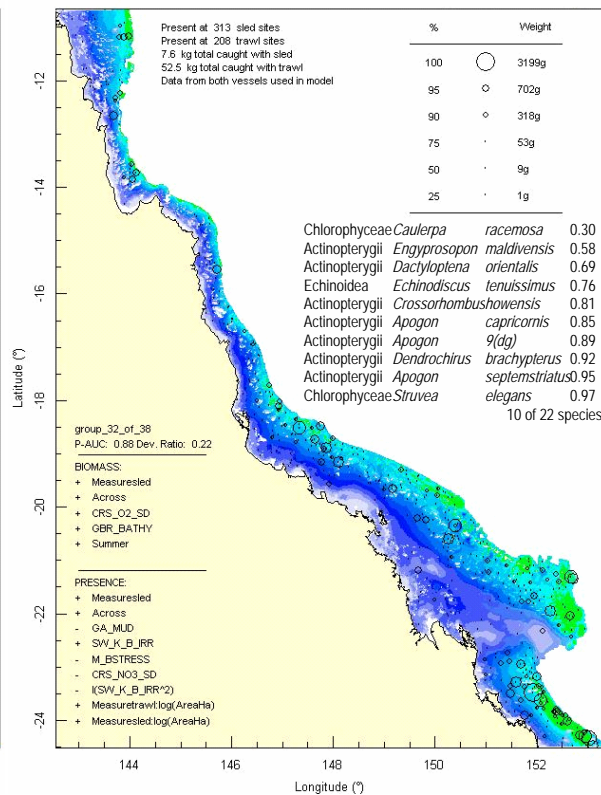 Present at 313 sled sites
Present at 208 trawl sites
7.6 kg total caught with sled
52.5 kg total caught with trawl
Data from both vessels used in model
% Weight
100 3199g
95 702g
90 318g
75 53g
50 9g
25 1g
Chlorophyceae Caulerpa racemosa 0.30
Actinopterygii Engyprosopon maldivensis 0.58
Actinopterygii Dactyloptena orientalis 0.69
Echinoidea Echinodiscus tenuissimus 0.76
Actinopterygii Crossorhombus howensis 0.81
Actinopterygii Apogon capricornis 0.85
Actinopterygii Apogon 9(dg) 0.89
Actinopterygii Dendrochirus brachypterus 0.92
Actinopterygii Apogon septemstriatus 0.95
Chlorophyceae Struvea elegans 0.97
10 of 22 species
group_32_of_38
P-AUC: 0.88 Dev. Ratio: 0.22
BIOMASS:
+ Measuresled
+ Across
+ CRS_O2_SD
+ GBR_BATHY
+ Summer
PRESENCE:
+ Measuresled
+ Across
- GA_MUD
+ SW_K_B_IRR
- M_BSTRESS
- CRS_NO3_SD
- I(SW_K_B_IRR^2)
+ Measuretrawl:log(AreaHa)
+ Measuresled:log(AreaHa)
Latitude (°)
-12
-14
-16
-18
-20
-22
-24
144 146 148 150 152
Longitude (°)